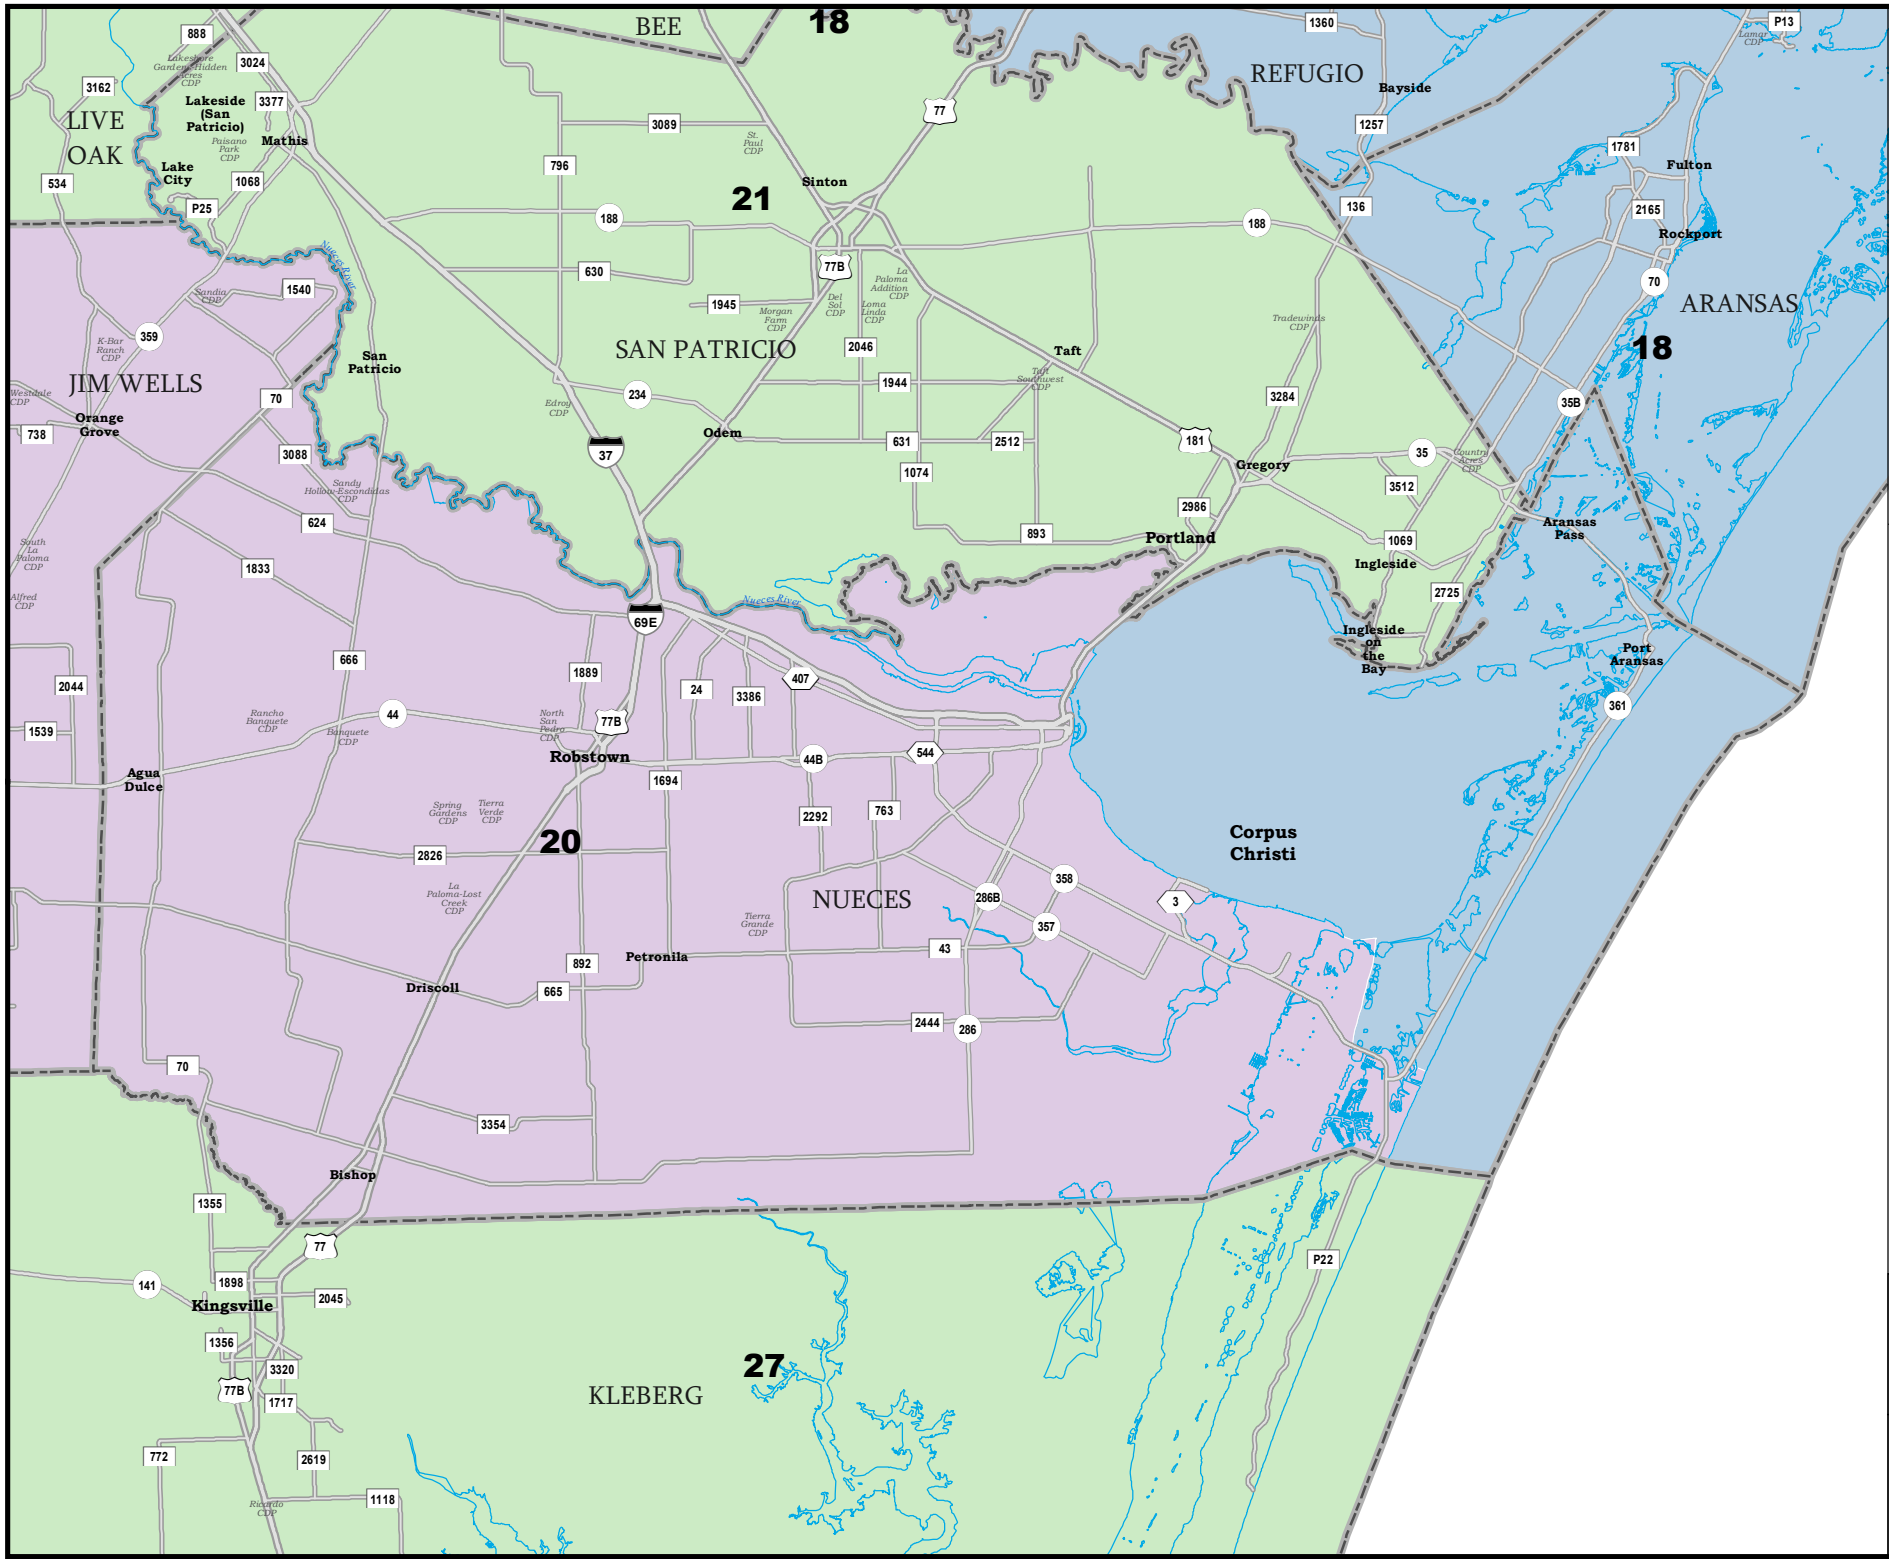 BEE
18
1360
P13
Lamar
CDP
888
3024
Lakeshore
Gardens-Hidden
Acres
CDP
REFUGIO
Bayside
3162
3377
Lakeside
(San
Patricio)
77
LIVE
OAK
Mathis
Paisano
Park
CDP
3089
St.
Paul
CDP
1257
1781
Fulton
796
Lake
City
534
1068
Sinton
21
P25
188
188
136
2165
Rockport
Nueces River
630
77B
La
Paloma
Addition
CDP
70
ARANSAS
Sandia
CDP
1540
1945
Morgan
Farm
CDP
Del
Sol
CDP
Loma
Linda
CDP
Tradewinds
CDP
359
K-Bar
Ranch
CDP
SAN PATRICIO
2046
Taft
18
San
Patricio
JIM WELLS
1944
Taft
Southwest
CDP
Westdale
CDP
70
234
Edroy
CDP
3284
35B
Orange
Grove
738
Odem
631
2512
181
37
3088
1074
Gregory
35
Country
Acres
CDP
Sandy
Hollow-Escondidas
CDP
3512
2986
624
893
Portland
Aransas
Pass
1069
South
La
Paloma
CDP
1833
Ingleside
Alfred
CDP
2725
Nueces River
69E
Ingleside
on
the
Bay
Port
Aransas
666
1889
2044
24
3386
407
361
44
Rancho
Banquete
CDP
Banquete
CDP
North
San
Pedro
CDP
77B
1539
Robstown
44B
544
Agua
Dulce
1694
Spring
Gardens
CDP
Tierra
Verde
CDP
2292
763
20
Corpus
Christi
2826
La
Paloma-Lost
Creek
CDP
NUECES
286B
358
3
Tierra
Grande
CDP
357
43
Petronila
892
Driscoll
665
2444
286
70
3354
Bishop
1355
77
P22
141
1898
2045
Kingsville
1356
3320
27
77B
1717
KLEBERG
772
2619
1118
Ricardo
CDP